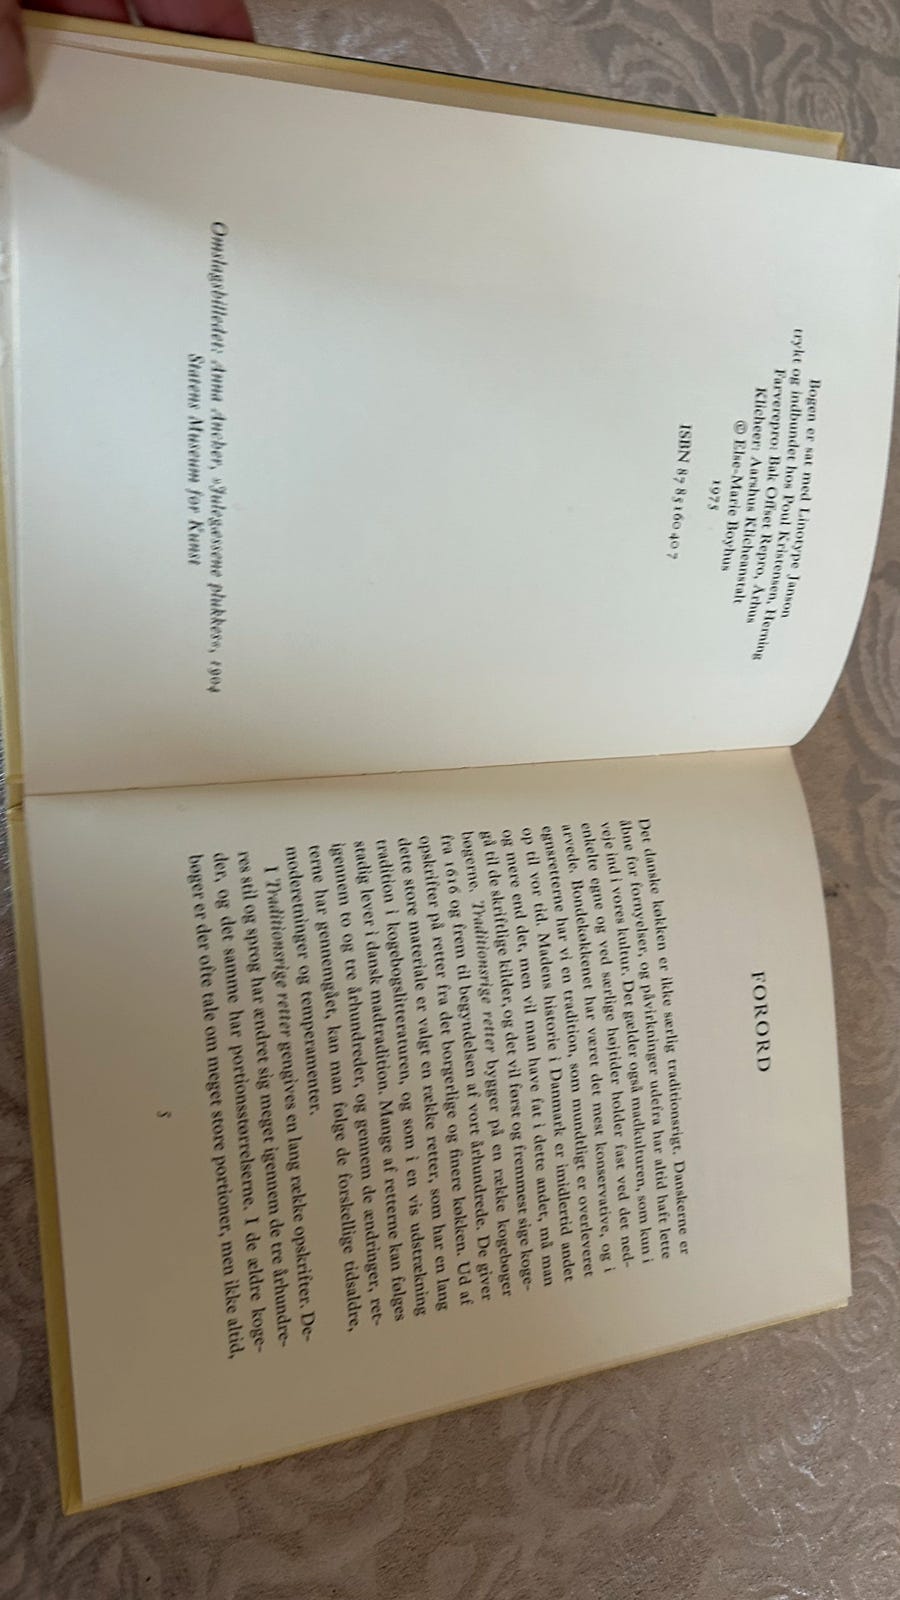 Bogen er sat med Linotype Janson
trykt og indbundet hos Poul Kristensen, Herning
Farverepro: Bak Offset Repro, Århus
Klicheer: Aarhus Klicheanstalt
© Else-Marie Boyhus
1975
ISBN 87 85160 40 7
Omslagsbilledet: Anna Ancher, »Julegæssene plukkes«, 1904
Statens Museum for Kunst
FORORD
Det danske køkken er ikke særlig traditionsrigt. Danskerne er
åbne for fornyelser, og påvirkninger udefra har altid haft lette
veje ind i vores kultur. Det gælder også madkulturen, som kun i
enkelte egne og ved særlige højtider holder fast ved det ned-
arvede. Bondekøkkenet har været det mest konservative, og i
egnsretterne har vi en tradition, som mundtligt er overleveret
op til vor tid. Madens historie i Danmark er imidlertid andet
og mere end det, men vil man have fat i dette andet, må man
gå til de skriftlige kilder, og det vil først og fremmest sige koge-
bøgerne. Traditionsrige retter bygger på en række kogebøger
fra 1616 og frem til begyndelsen af vort århundrede. De giver
opskrifter på retter fra det borgerlige og finere køkken. Ud af
dette store materiale er valgt en række retter, som har en lang
tradition i kogebogsliteraturen, og som i en vis udstrækning
stadig lever i dansk madtradition. Mange af retterne kan følges
igennem to og tre århundreder, og gennem de ændringer, ret-
terne har gennemgået, kan man følge de forskellige tidsaldre,
moderetninger og temperamenter.
I Traditionsrige retter gengives en lang række opskrifter. De-
res stil og sprog har ændret sig meget igennem de tre århundre-
der, og det samme har portionsstørrelserne. I de ældre koge-
bøger er der ofte tale om meget store portioner, men ikke altid,
5